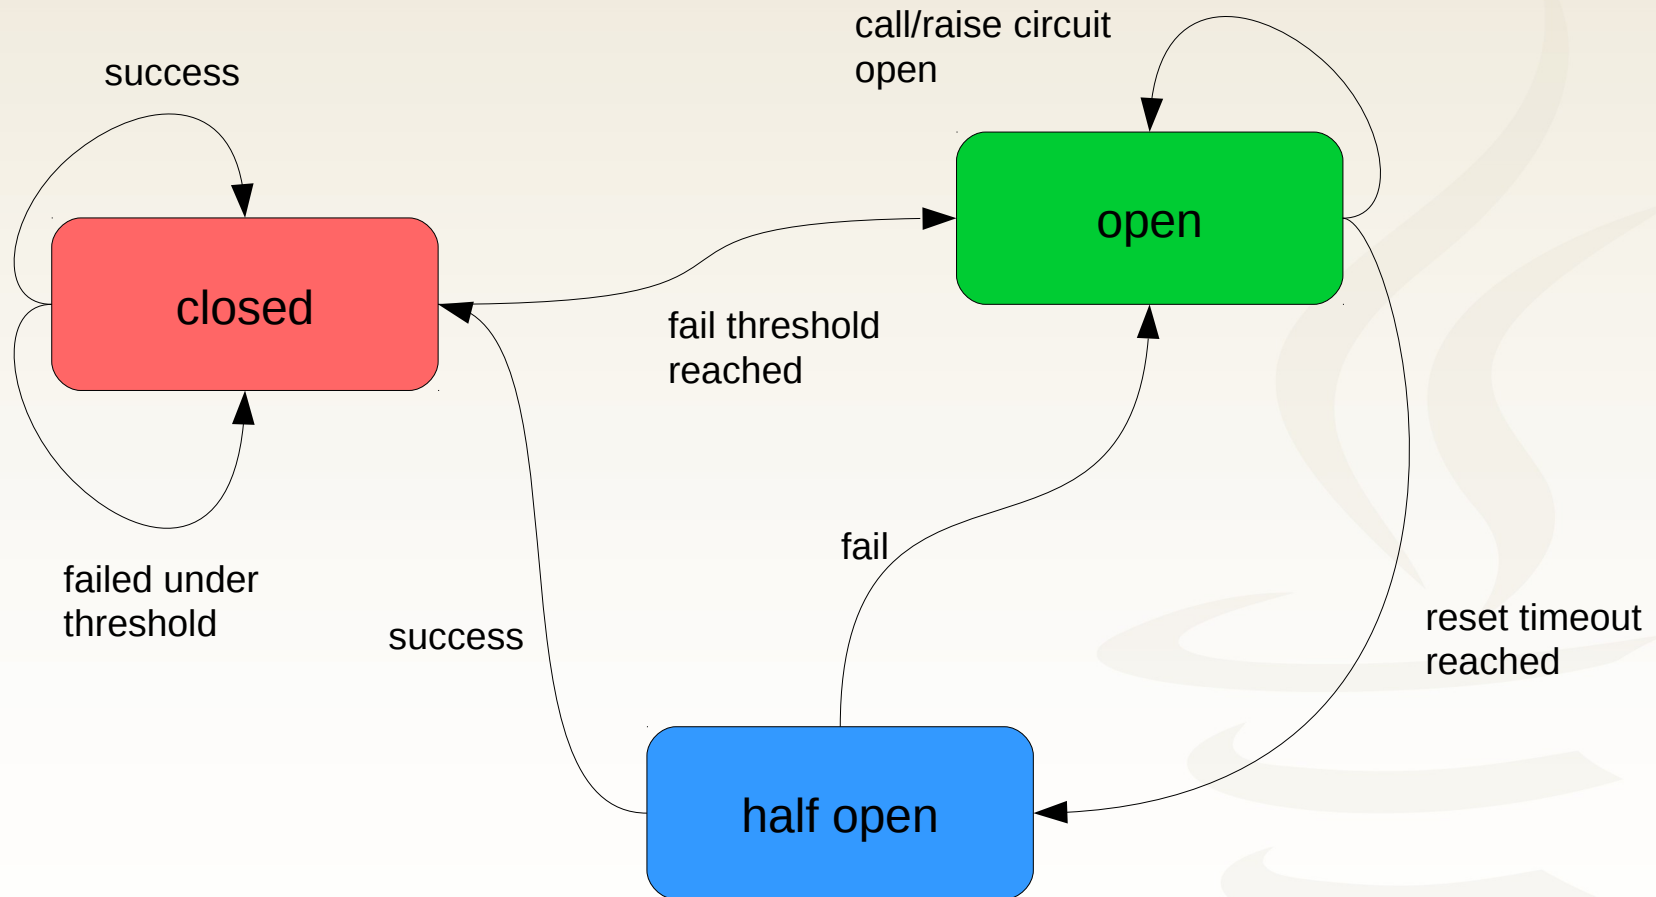 call/raise circuit
open
success
open
closed
fail threshold
reached
fail
failed under
threshold
success
reset timeout
reached
half open